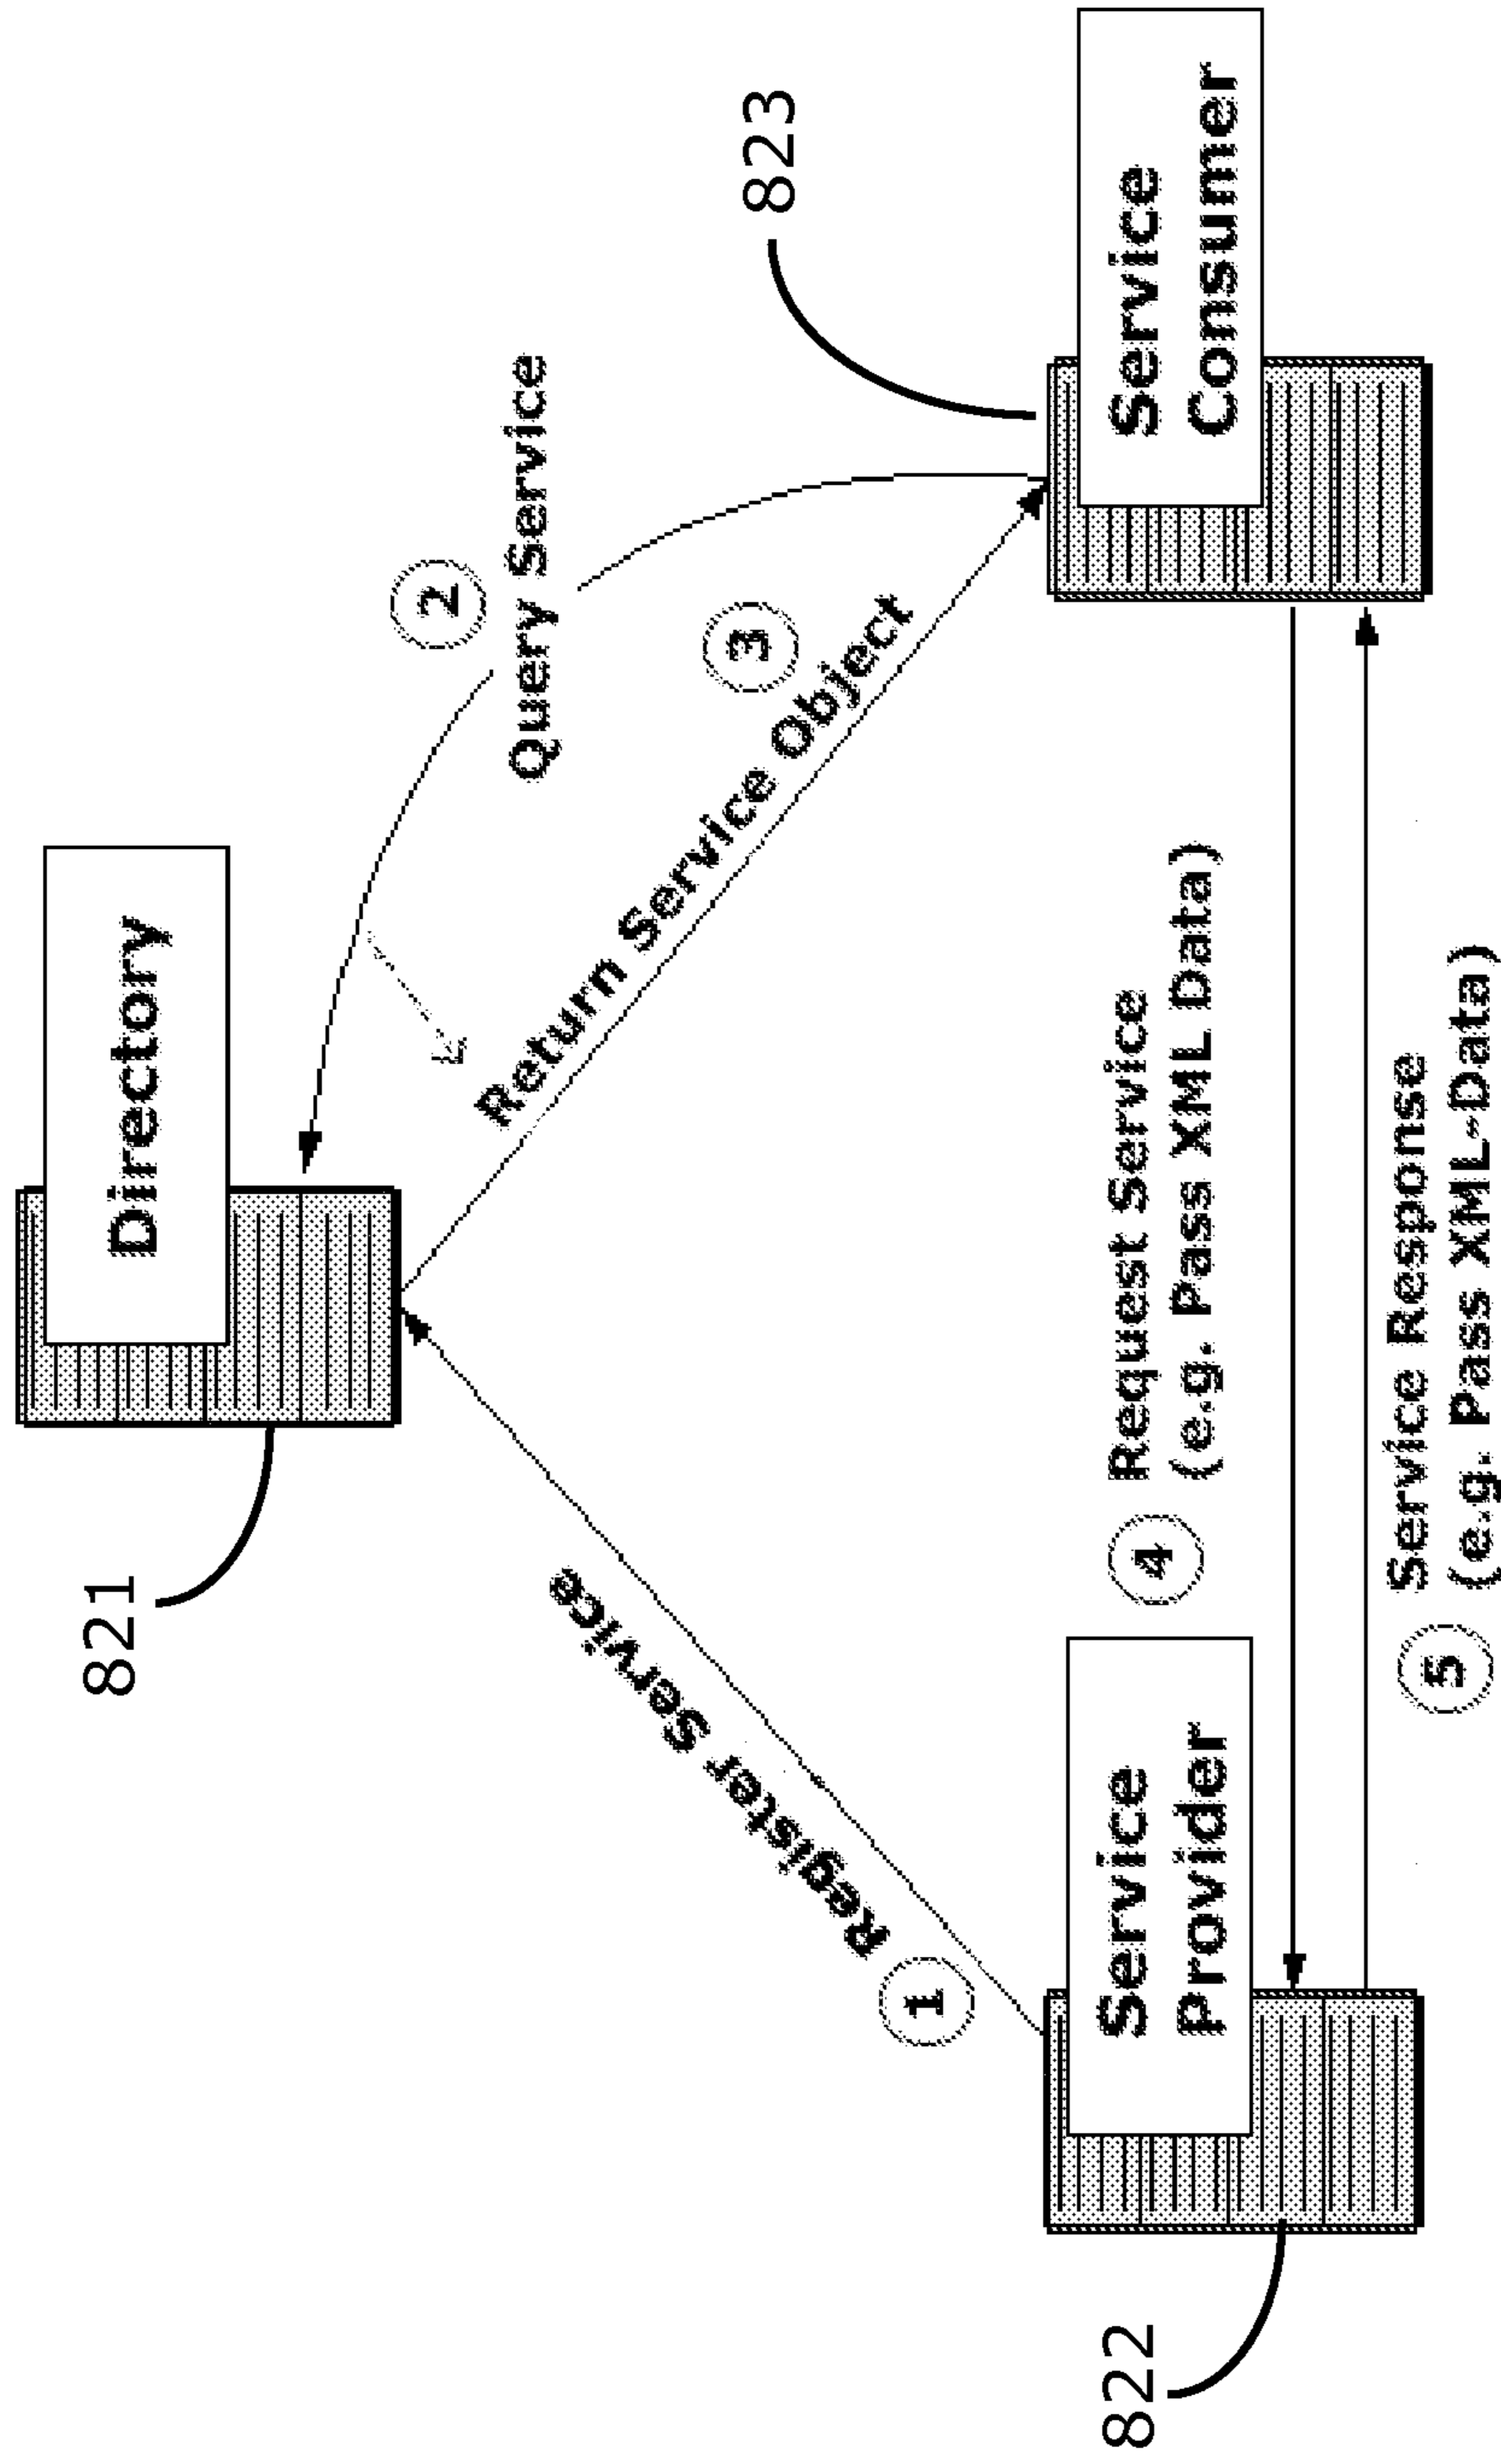 821
Directory
2
Query Service
823
3
Return Service Object
1
Register Service
822
Service
Provider
4
Request Service
(e.g. Pass XML Data)
5
Service Response
(e.g. Pass XML-Data)
Service
Consumer